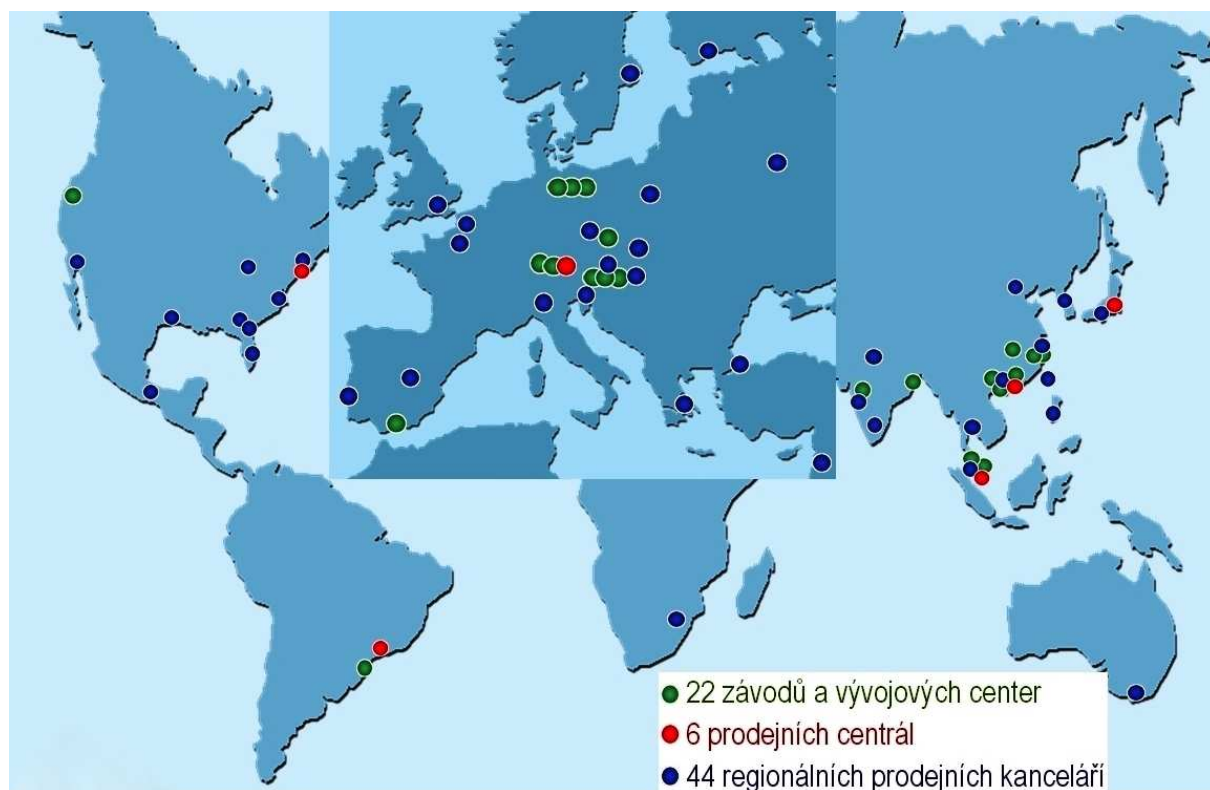 22 závodů a vývojových center
6 prodejních centrál
44 regionálních prodejních kanceláří